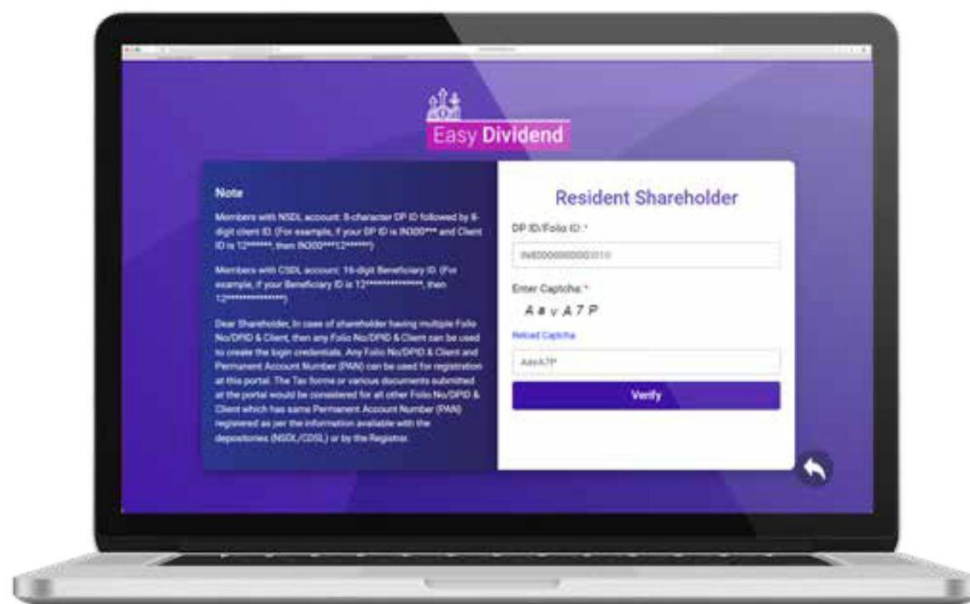 Easy Dividend
Note
Members with NSDL account: 8-character DP ID followed by 8-
digit client ID. (For example, if your DP ID is IN300*** and Client
ID is 12******, then IN300***12******)
Members with CSDL account: 16-digit Beneficiary ID. (For
example, if your Beneficiary ID is 12**************, then
12**************)
Dear Shareholder, In case of shareholder having multiple Folio
No/DPID & Client, then any Folio No/DPID & Client can be used
to create the login credentials. Any Folio No/DPID & Client and
Permanent Account Number (PAN) can be used for registration
at this portal. The Tax forms or various documents submitted
at the portal would be considered for all other Folio No/DPID &
Client which has same Permanent Account Number (PAN)
registered as per the information available with the
depositories (NSDL/CDSL) or by the Registrar.
Resident Shareholder
DP ID/Folio ID:*
Enter Captcha:*
A a v A 7 P
Reload Captcha
AavA7P
Verify